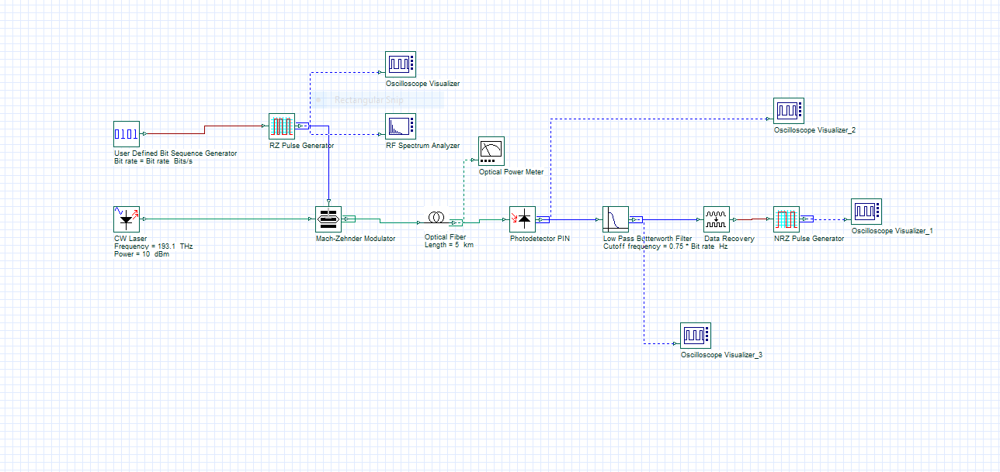 Oscilloscope Visualizer
Rectangular Snip
Oscilloscope Visualizer_2
0101
RZ Pulse Generator
RF Spectrum Analyzer
User Defined Bit Sequence Generator
Bit rate = Bit rate Bits/s
Optical Power Meter
CW Laser
Frequency = 193.1 THz
Power = 10 dBm
Mach-Zehnder Modulator
Optical Fiber
Length = 5 km
Photodetector PIN
Low Pass Butterworth Filter
Cutoff frequency = 0.75 * Bit rate Hz
Data Recovery
NRZ Pulse Generator
Oscilloscope Visualizer_1
Oscilloscope Visualizer_3